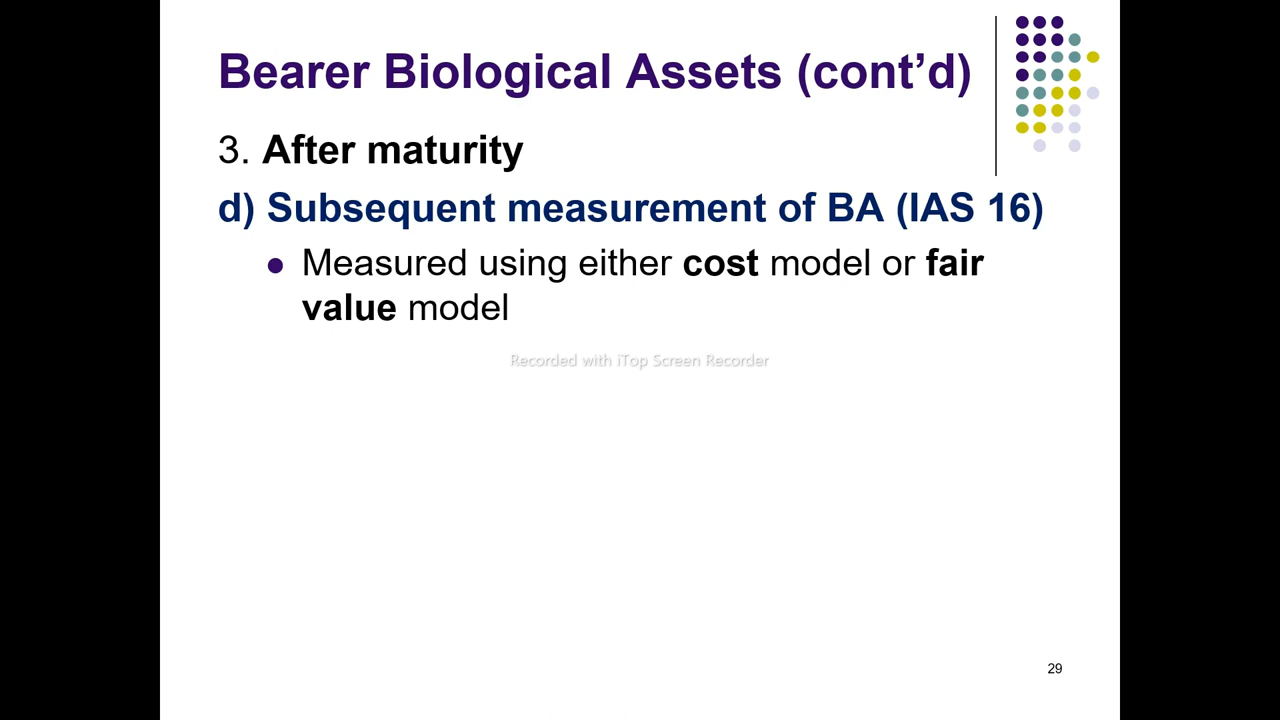 Bearer Biological Assets (cont’d)
3. After maturity
d) Subsequent measurement of BA (IAS 16)
● Measured using either cost model or fair
value model
Recorded with iTop Screen Recorder
29